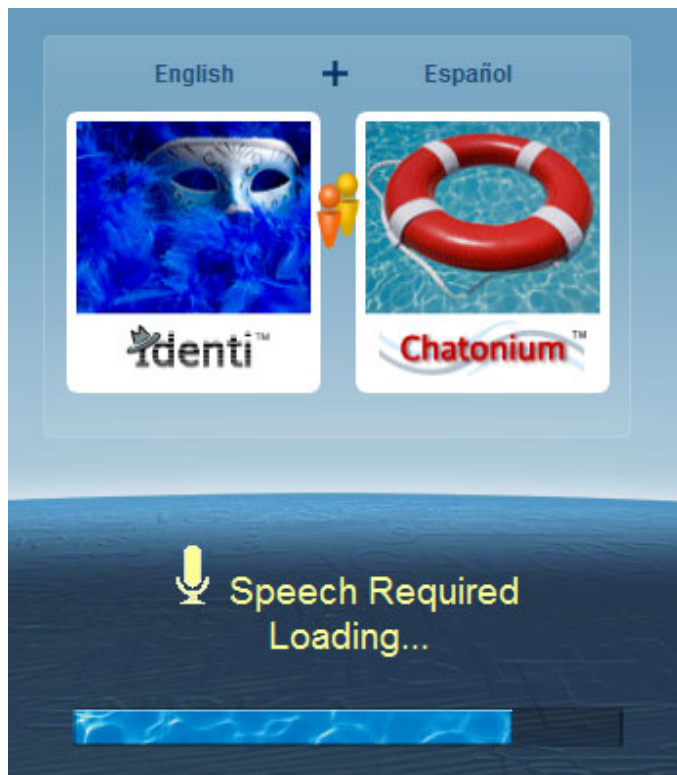 English + Español
Identi™
Chatonium™
Speech Required
Loading...